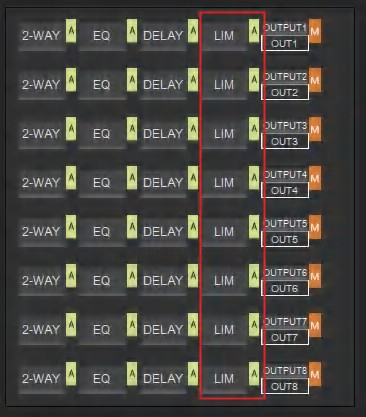 2-WAY A EQ A DELAY A LIM A OUTPUT1 M
OUT1
2-WAY A EQ A DELAY A LIM A OUTPUT2 M
OUT2
2-WAY A EQ A DELAY A LIM A OUTPUT3 M
OUT3
2-WAY A EQ A DELAY A LIM A OUTPUT4 M
OUT4
2-WAY A EQ A DELAY A LIM A OUTPUT5 M
OUT5
2-WAY A EQ A DELAY A LIM A OUTPUT6 M
OUT6
2-WAY A EQ A DELAY A LIM A OUTPUT7 M
OUT7
2-WAY A EQ A DELAY A LIM A OUTPUT8 M
OUT8